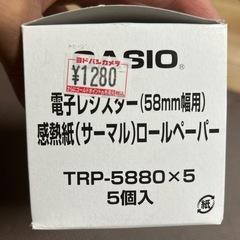 CASIO®
ヨドバシカメラ
¥1280
電子レジスター(58mm幅用)
感熱紙(サーマル)ロールペーパー
TRP-5880×5
5個入
紙